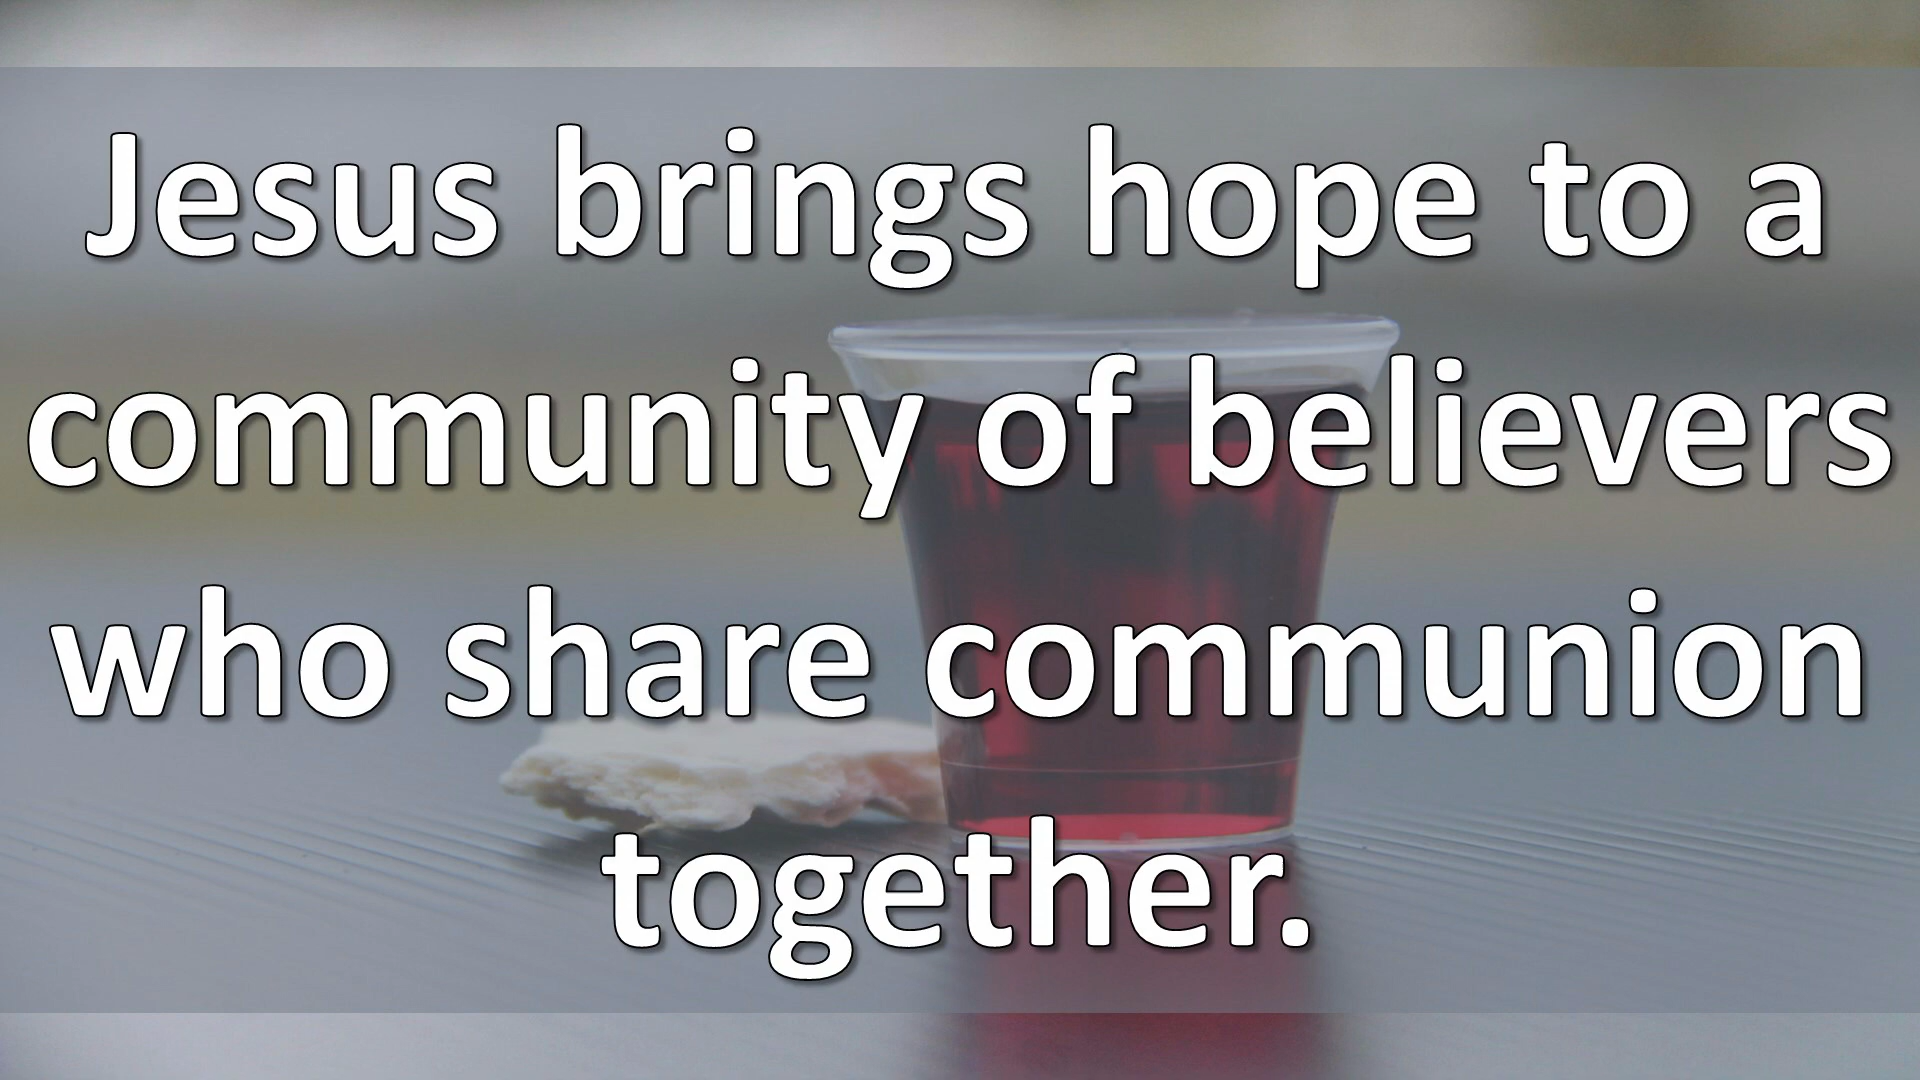 Jesus brings hope to a
community of believers
who share communion
together.